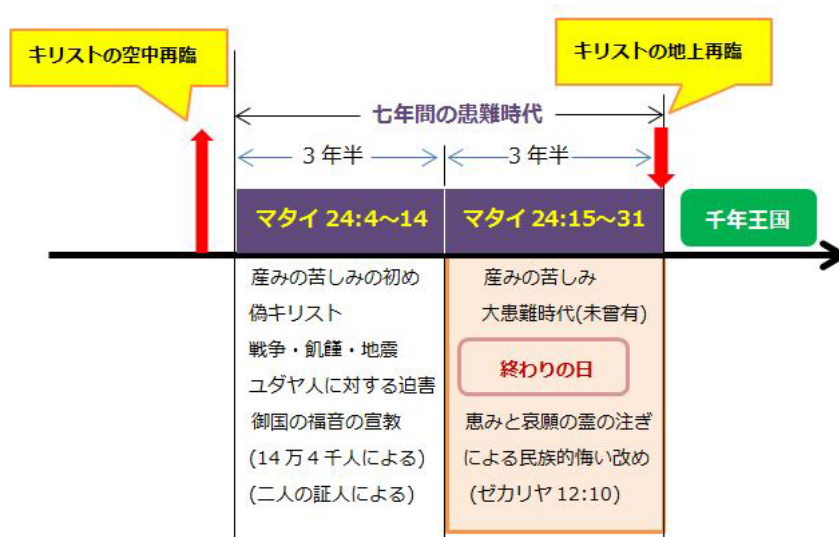 キリストの空中再臨
キリストの地上再臨
七年間の患難時代
3年半
3年半
マタイ 24:4～14
マタイ 24:15～31
千年王国
産みの苦しみの初め
偽キリスト
戦争・飢饉・地震
ユダヤ人に対する迫害
御国の福音の宣教
(14万4千人による)
(二人の証人による)
産みの苦しみ
大患難時代(未曾有)
終わりの日
恵みと哀願の霊の注ぎ
による民族的悔い改め
(ゼカリヤ 12:10)